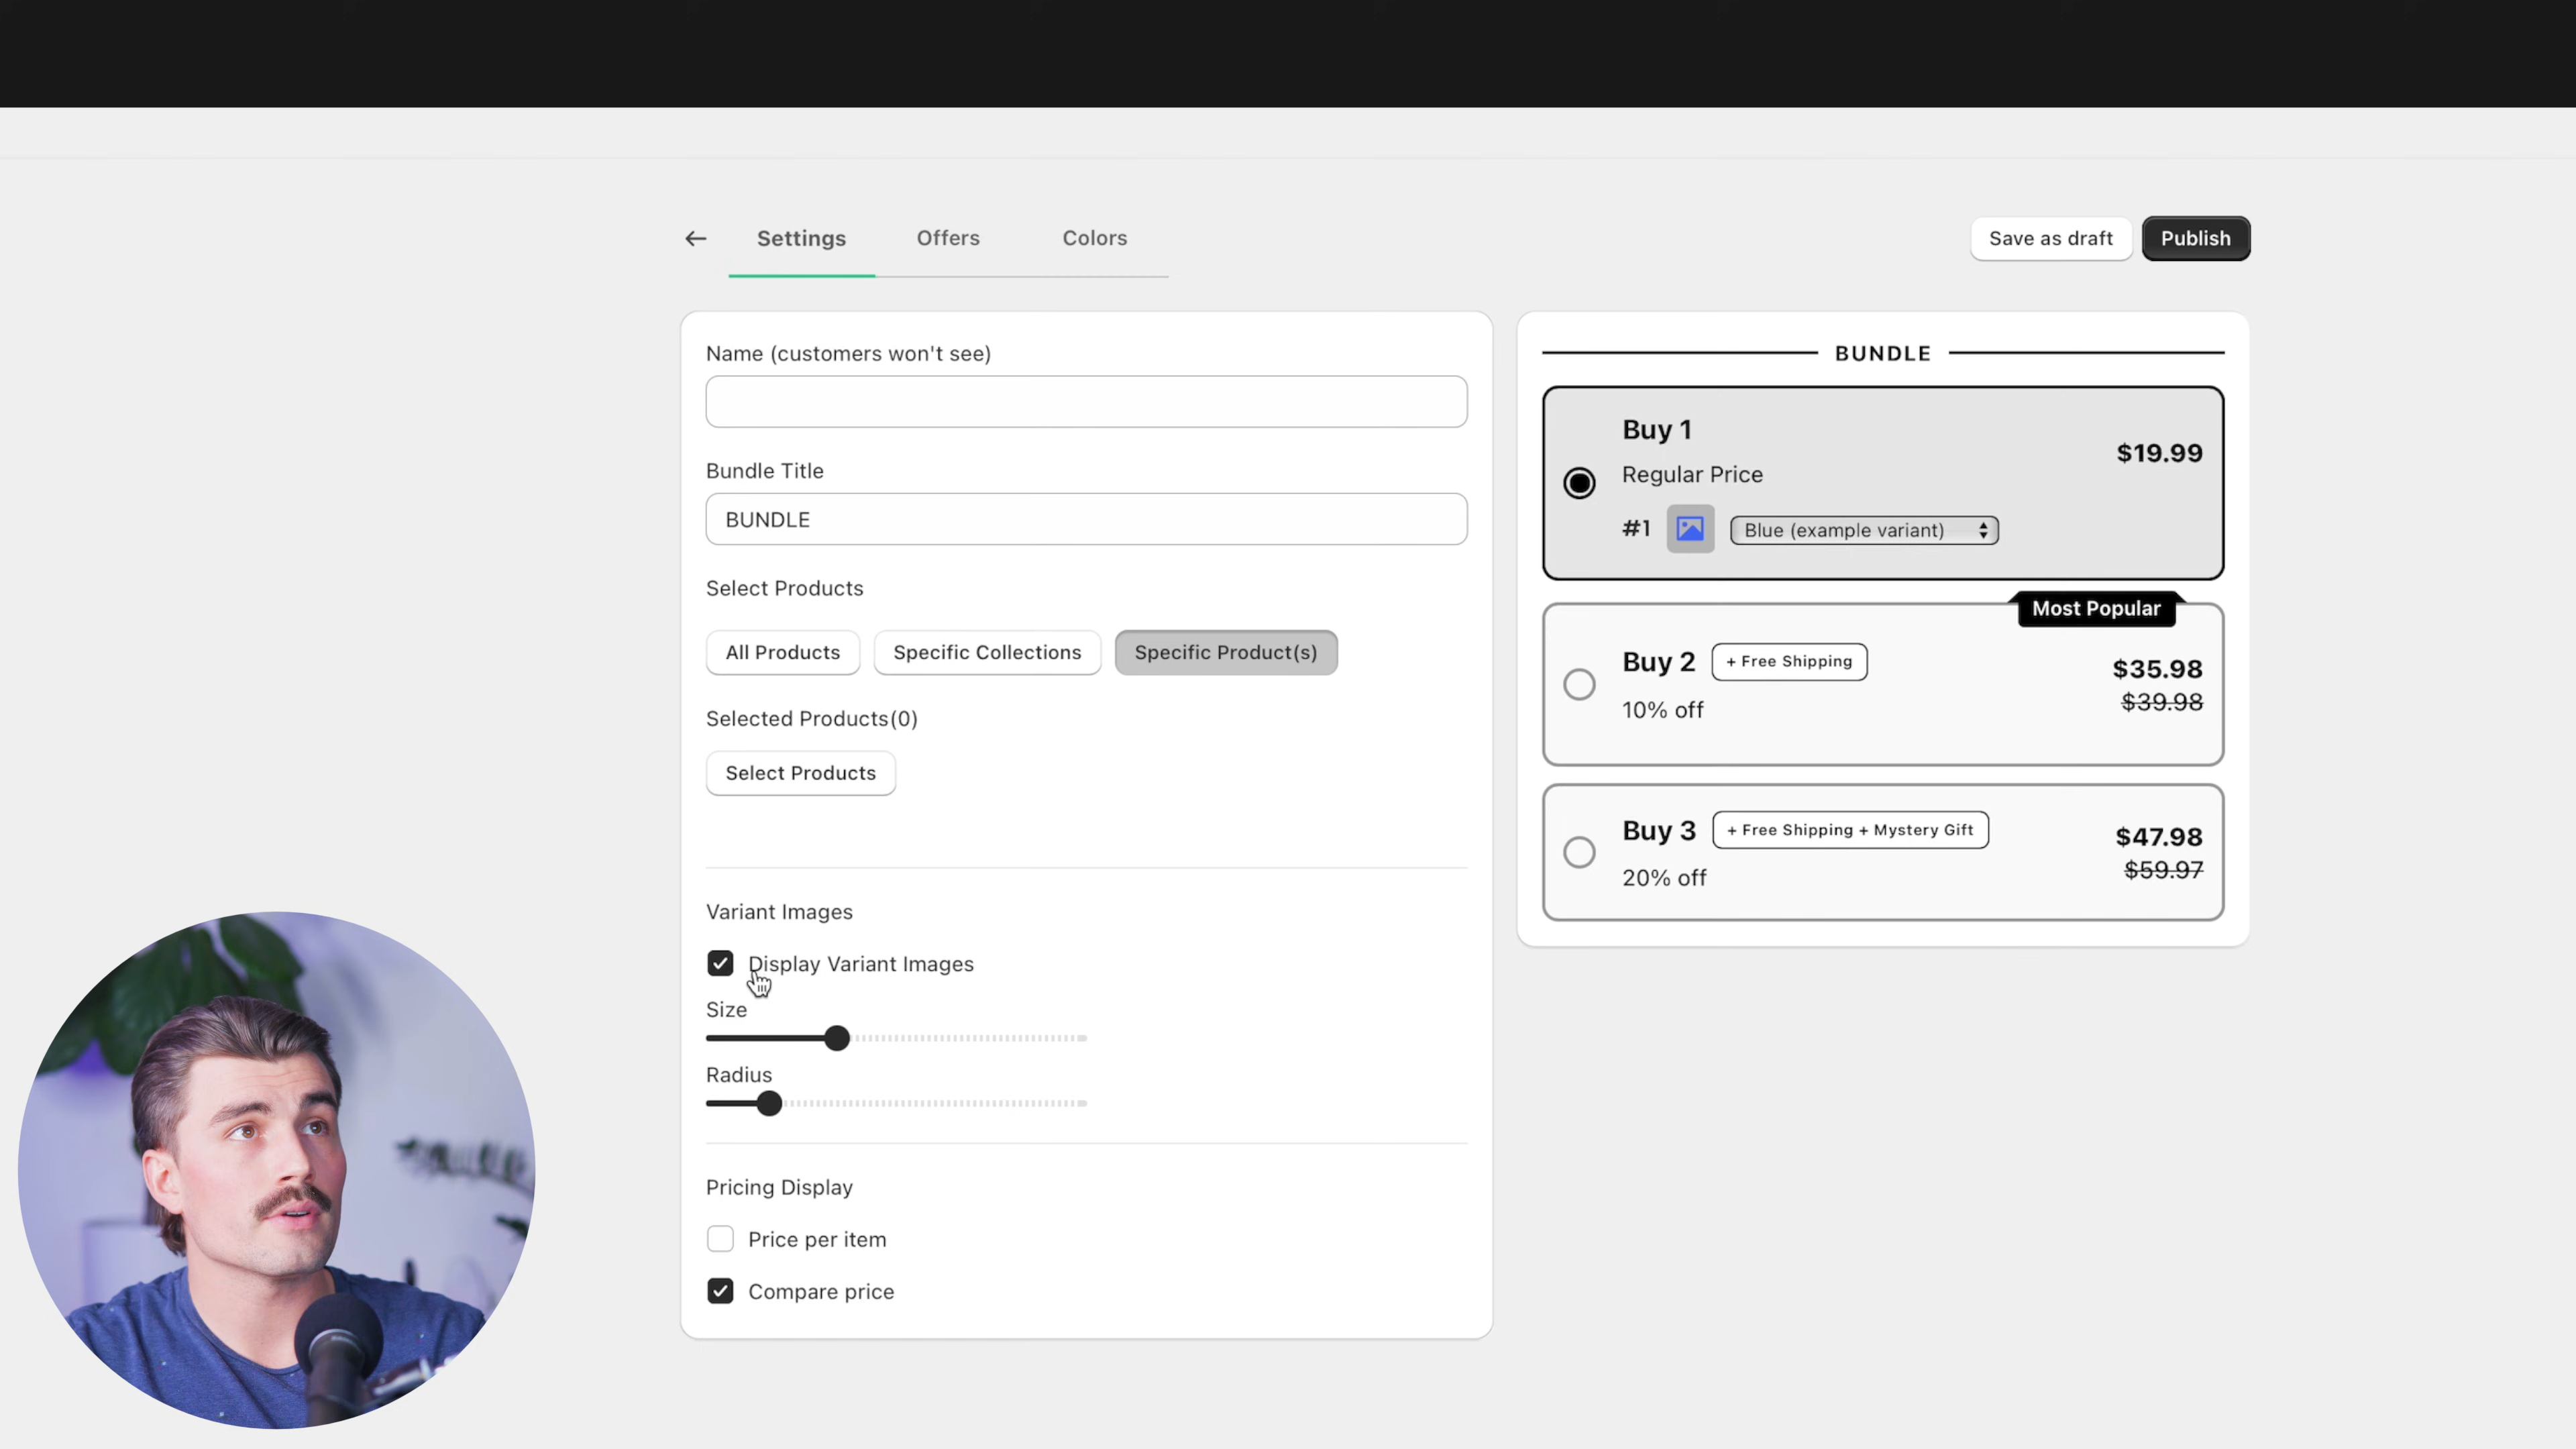 Settings
Offers
Colors
Save as draft
Publish
Name (customers won't see)
Bundle Title
BUNDLE
Select Products
All Products
Specific Collections
Specific Product(s)
Selected Products(0)
Select Products
Variant Images
Display Variant Images
Size
Radius
Pricing Display
Price per item
Compare price
BUNDLE
Buy 1
$19.99
Regular Price
#1
Blue (example variant)
Most Popular
Buy 2
+ Free Shipping
$35.98
$39.98
10% off
Buy 3
+ Free Shipping + Mystery Gift
$47.98
$59.97
20% off